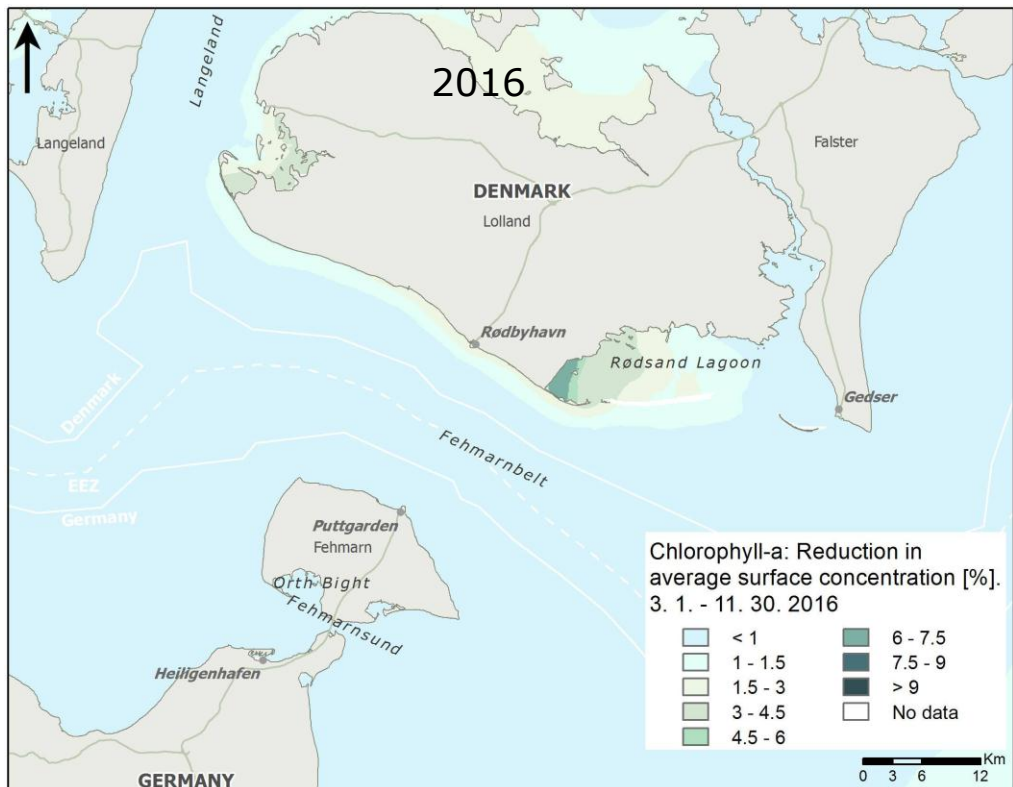 2016
Langeland
Langeland
Falster
DENMARK
Lolland
Rødbyhavn
Rødsand Lagoon
Gedser
Denmark
Fehmarnbelt
EEZ
Germany
Puttgarden
Fehmarn
Orth Bight
Fehmarnsund
Heiligenhafen
GERMANY
Chlorophyll-a: Reduction in
average surface concentration [%].
3. 1. - 11. 30. 2016
< 1
1 - 1.5
1.5 - 3
3 - 4.5
4.5 - 6
6 - 7.5
7.5 - 9
> 9
No data
Km
0 3 6 12